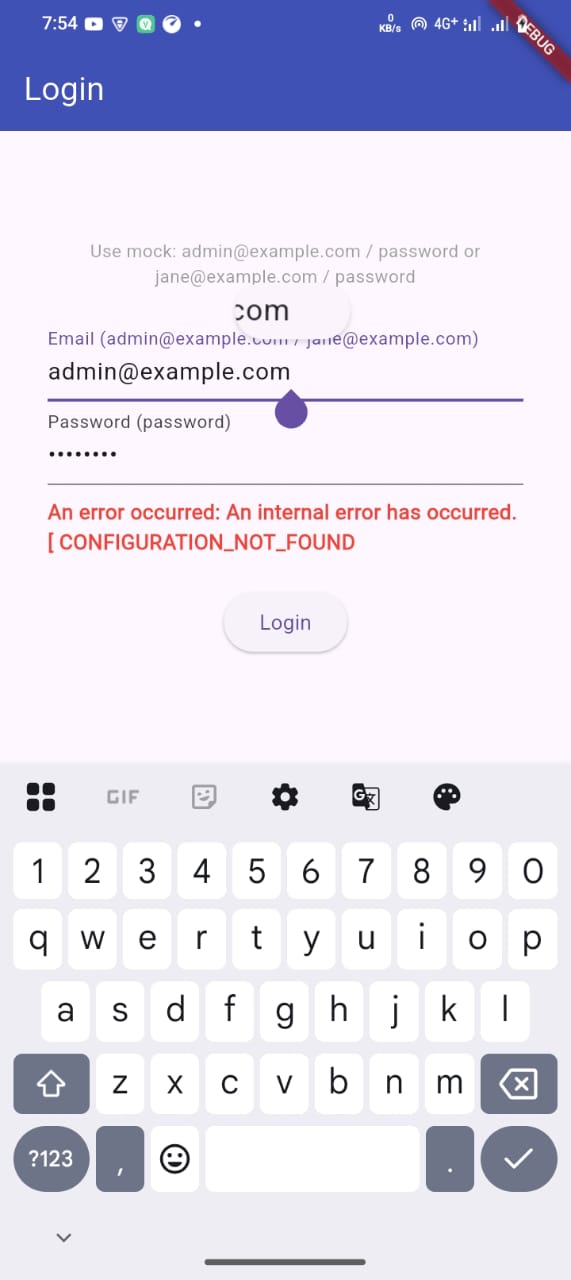 7:54
0
KB/s
4G+
DEBUG
Login
Use mock: admin@example.com / password or
jane@example.com / password
com
Email (admin@example.com / jane@example.com)
admin@example.com
Password (password)
••••••••
An error occurred: An internal error has occurred.
[ CONFIGURATION_NOT_FOUND
Login
GIF
1 2 3 4 5 6 7 8 9 0
q w e r t y u i o p
a s d f g h j k l
z x c v b n m
?123 , .